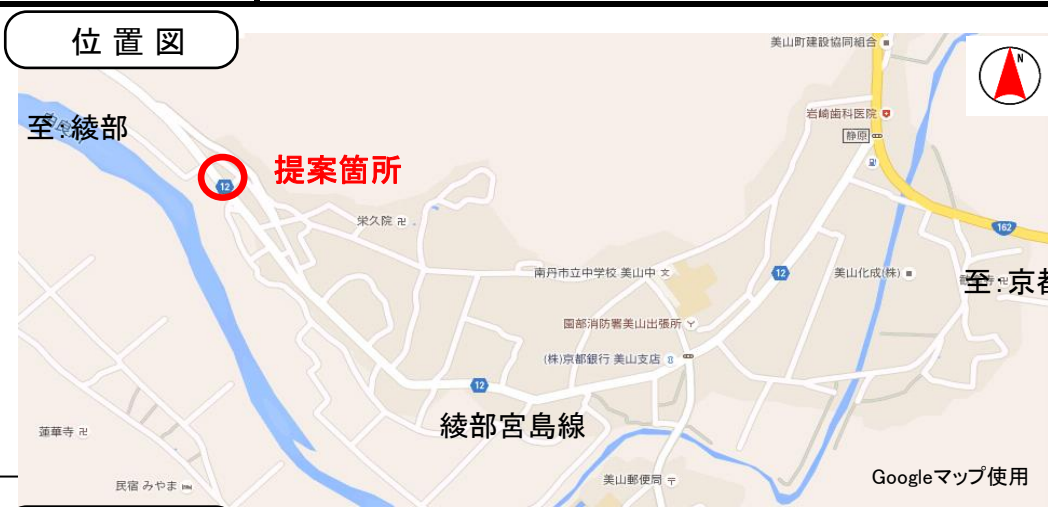 位置図
美山町建設協同組合
N
岩崎歯科医院
静原
至:綾部
提案箇所
12
栄久院
162
南丹市立中学校 美山中
12
美山化成(株)
至:京都
園部消防署美山出張所
(株)京都銀行 美山支店
12
綾部宮島線
蓮華寺
民宿 みやま
美山郵便局
Googleマップ使用